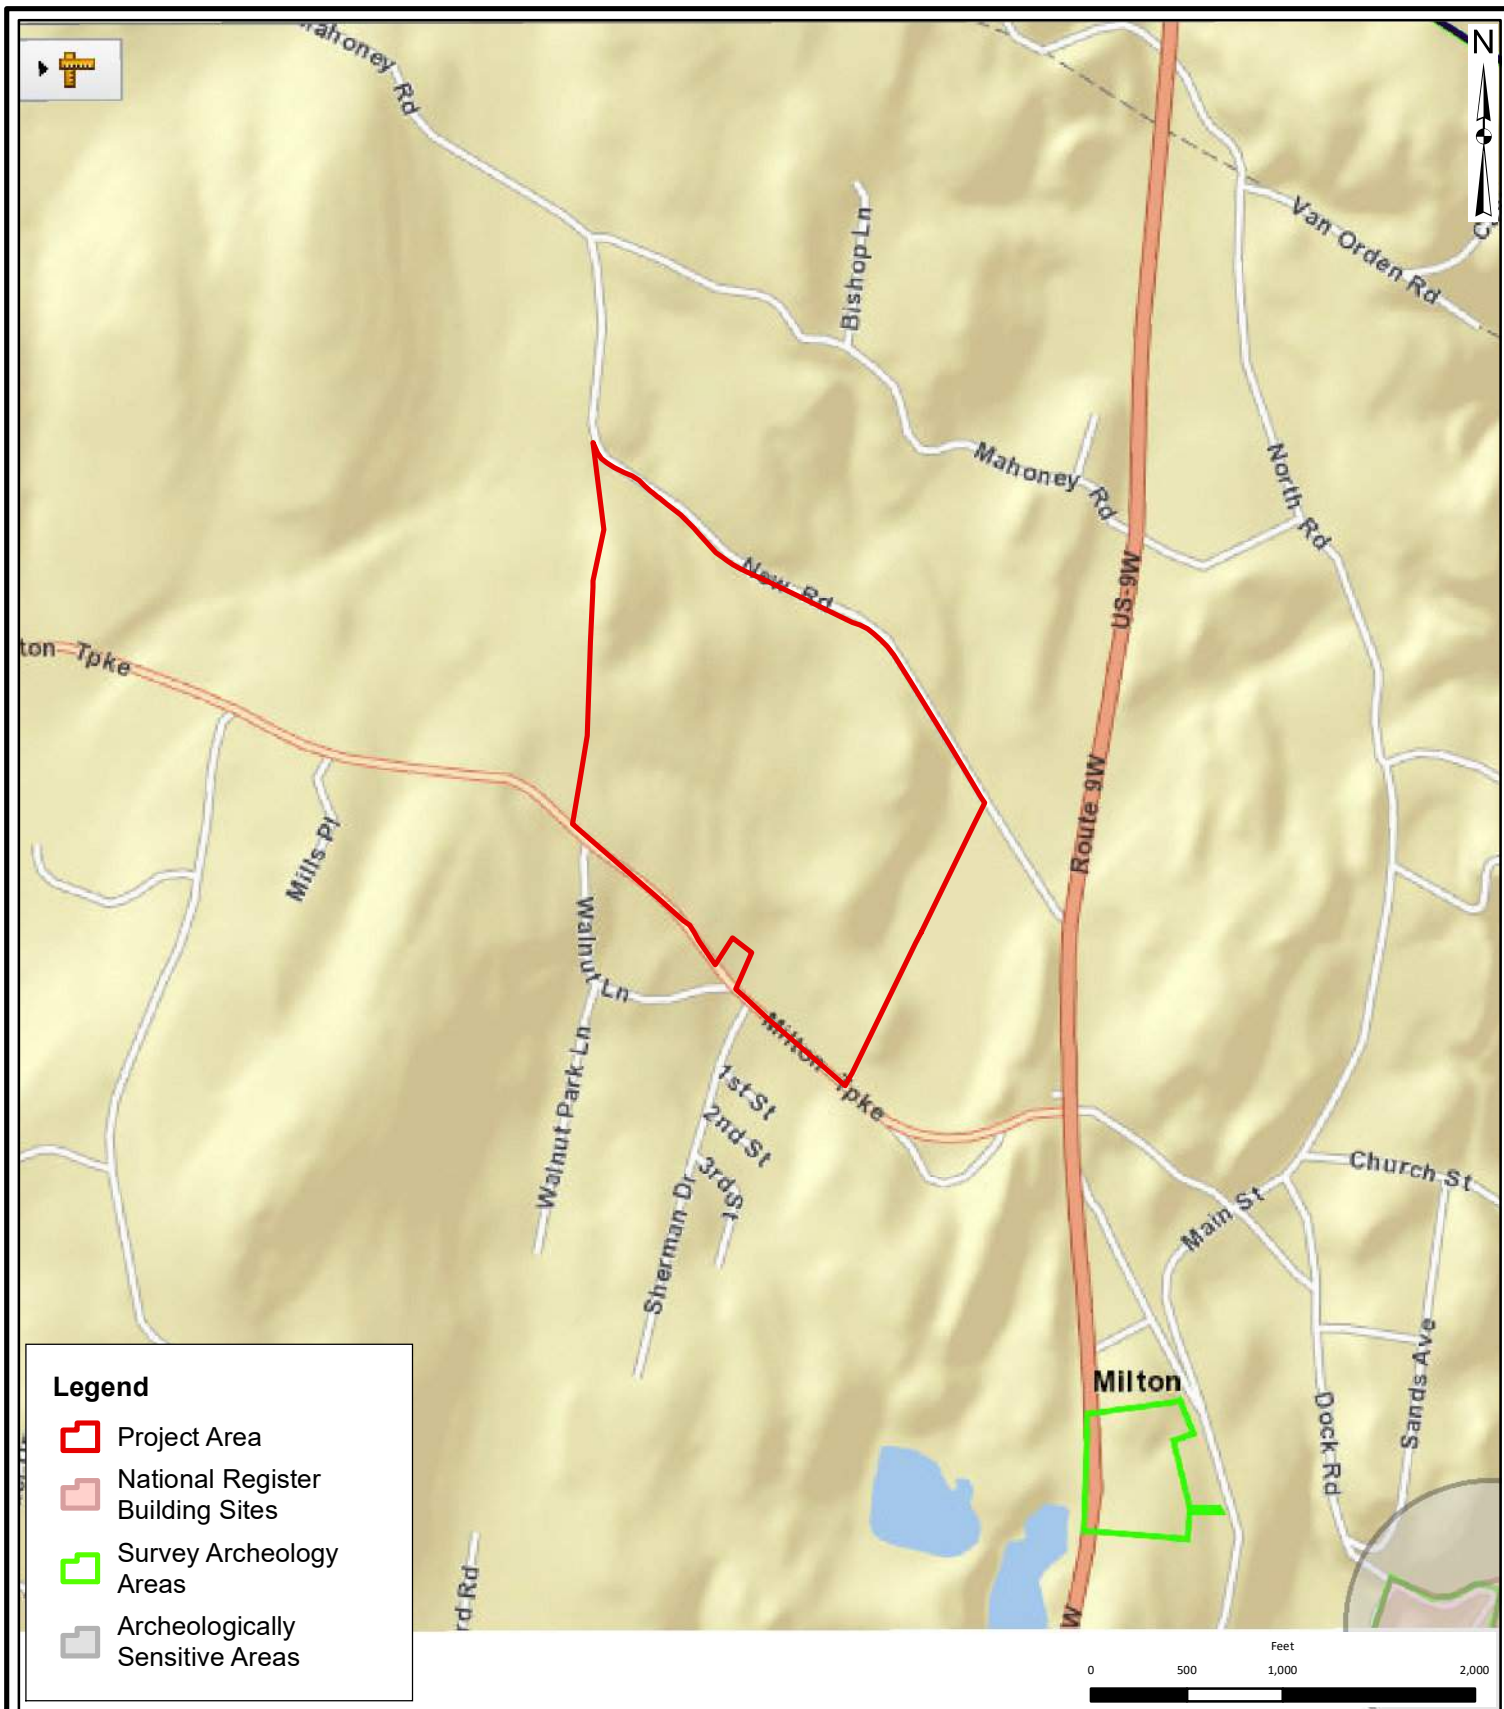 N
Mahoney Rd
Bishop Ln
Van Orden Rd
Mahoney Rd
North Rd
US-9W
New Rd
ton Tpke
Route 9W
Mills Pl
Walnut Ln
Milton Tpke
Walnut Park Ln
1st St
2nd St
3rd St
Sherman Dr
Church St
Main St
Milton
Sands Ave
Dock Rd
rd Rd
W
Legend
Project Area
National Register
Building Sites
Survey Archeology
Areas
Archeologically
Sensitive Areas
Feet
0 500 1,000 2,000